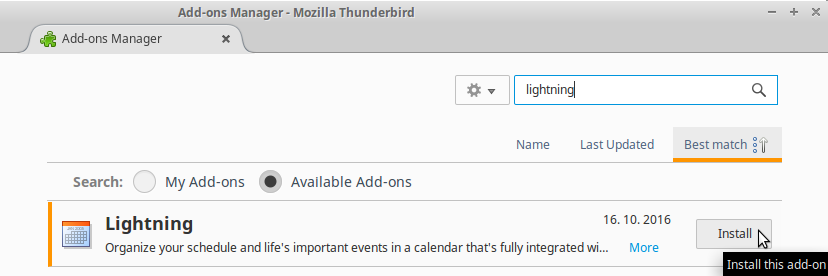 Add-ons Manager - Mozilla Thunderbird
Add-ons Manager
lightning
Name Last Updated Best match
Search: My Add-ons Available Add-ons
Lightning 16. 10. 2016
Install
Organize your schedule and life's important events in a calendar that's fully integrated wi... More
Install this add-on